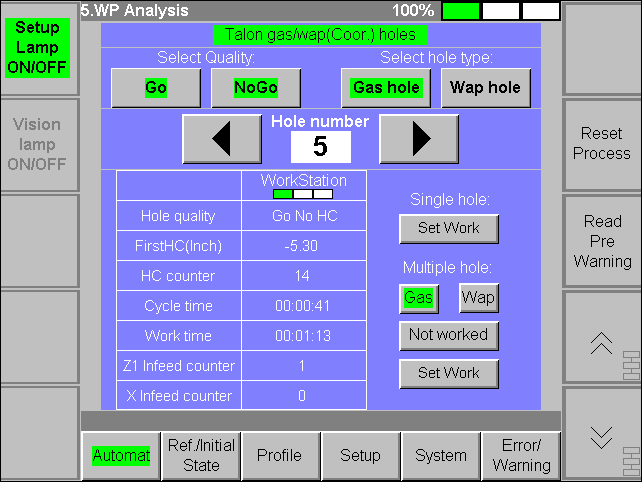 Setup
Lamp
ON/OFF
5.WP Analysis
100%
Talon gas/wap(Coor.) holes
Select Quality:
Select hole type:
Go
NoGo
Gas hole
Wap hole
Vision
lamp
ON/OFF
Hole number
5
Reset
Process
WorkStation
Hole quality
Go No HC
FirstHC(Inch)
-5.30
HC counter
14
Cycle time
00:00:41
Work time
00:01:13
Z1 Infeed counter
1
X Infeed counter
0
Single hole:
Set Work
Multiple hole:
Gas
Wap
Not worked
Set Work
Read
Pre
Warning
Automat
Ref./Initial
State
Profile
Setup
System
Error/
Warning